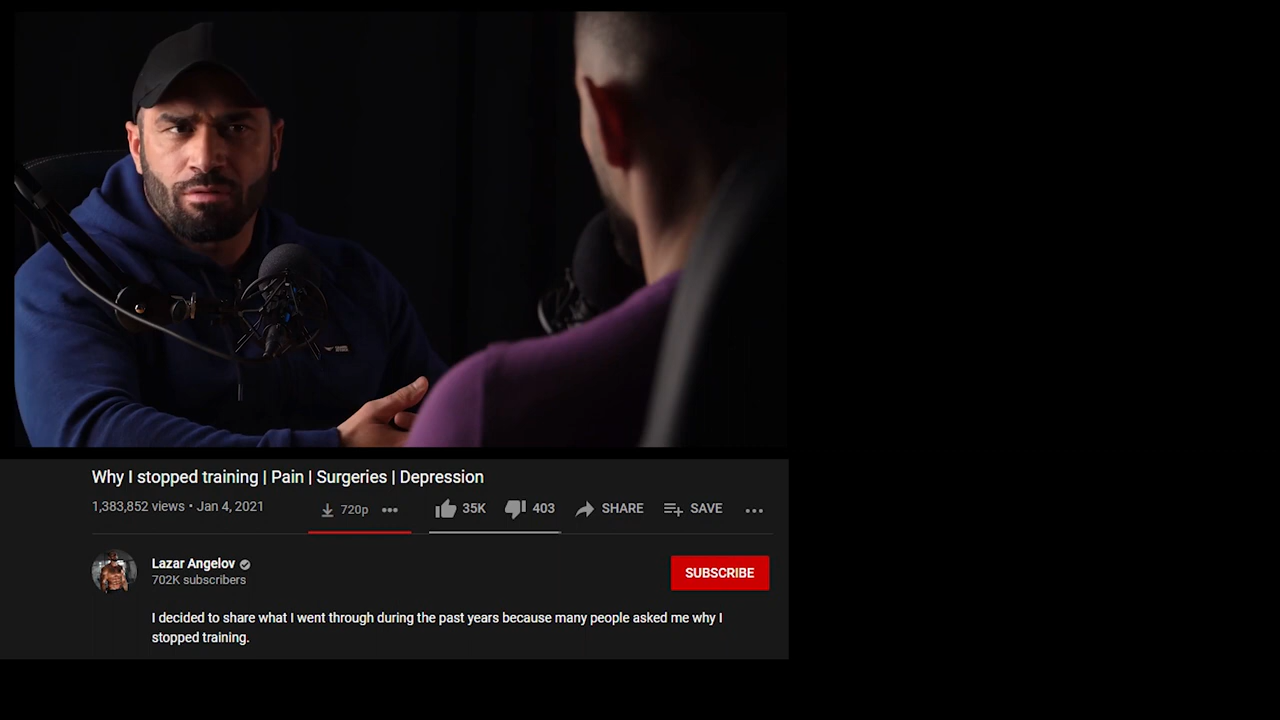 Why I stopped training | Pain | Surgeries | Depression
1,383,852 views • Jan 4, 2021 720p ••• 35K 403 SHARE SAVE •••
Lazar Angelov
702K subscribers
SUBSCRIBE
I decided to share what I went through during the past years because many people asked me why I
stopped training.